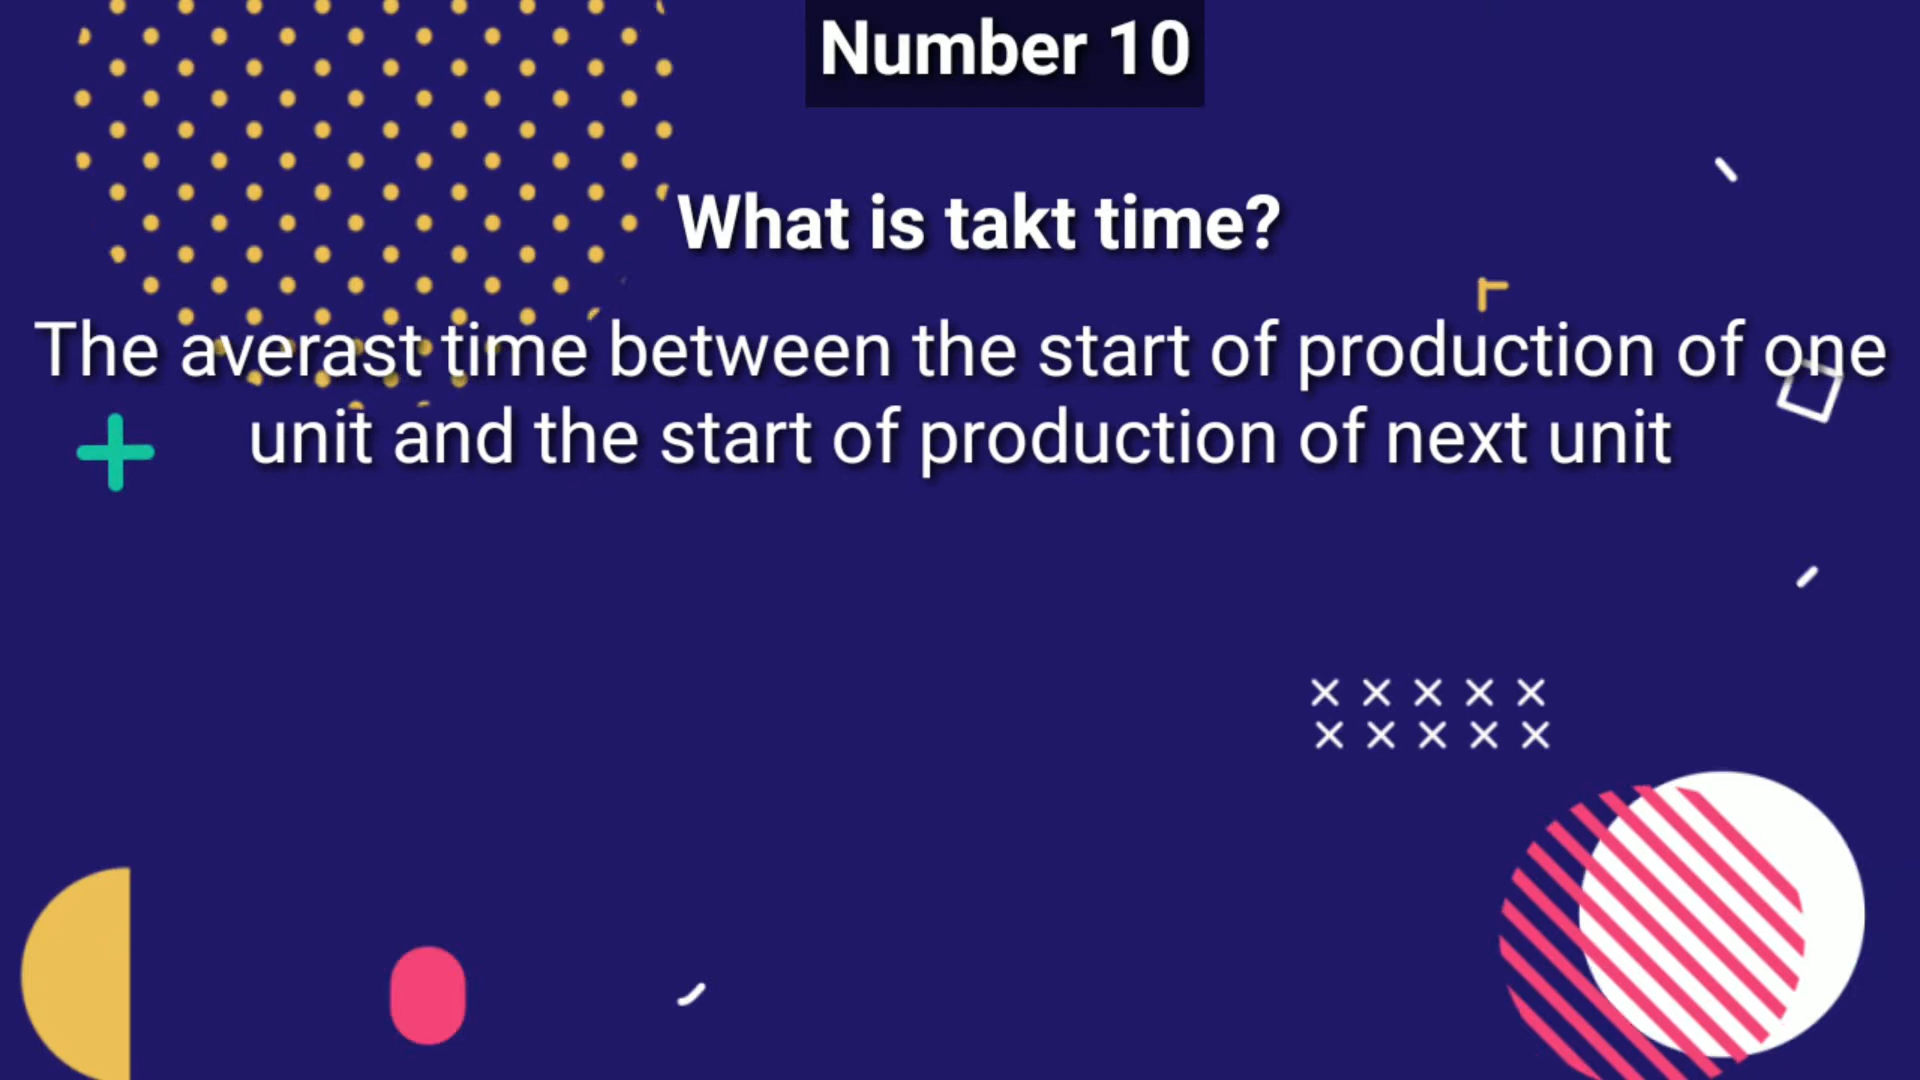 Number 10
What is takt time?
The averast time between the start of production of one
unit and the start of production of next unit